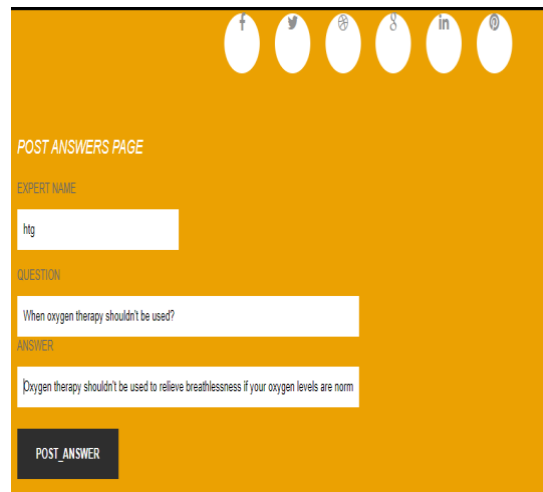 POST ANSWERS PAGE
EXPERT NAME
htg
QUESTION
When oxygen therapy shouldn't be used?
ANSWER
Oxygen therapy shouldn't be used to relieve breathlessness if your oxygen levels are norm
POST_ANSWER